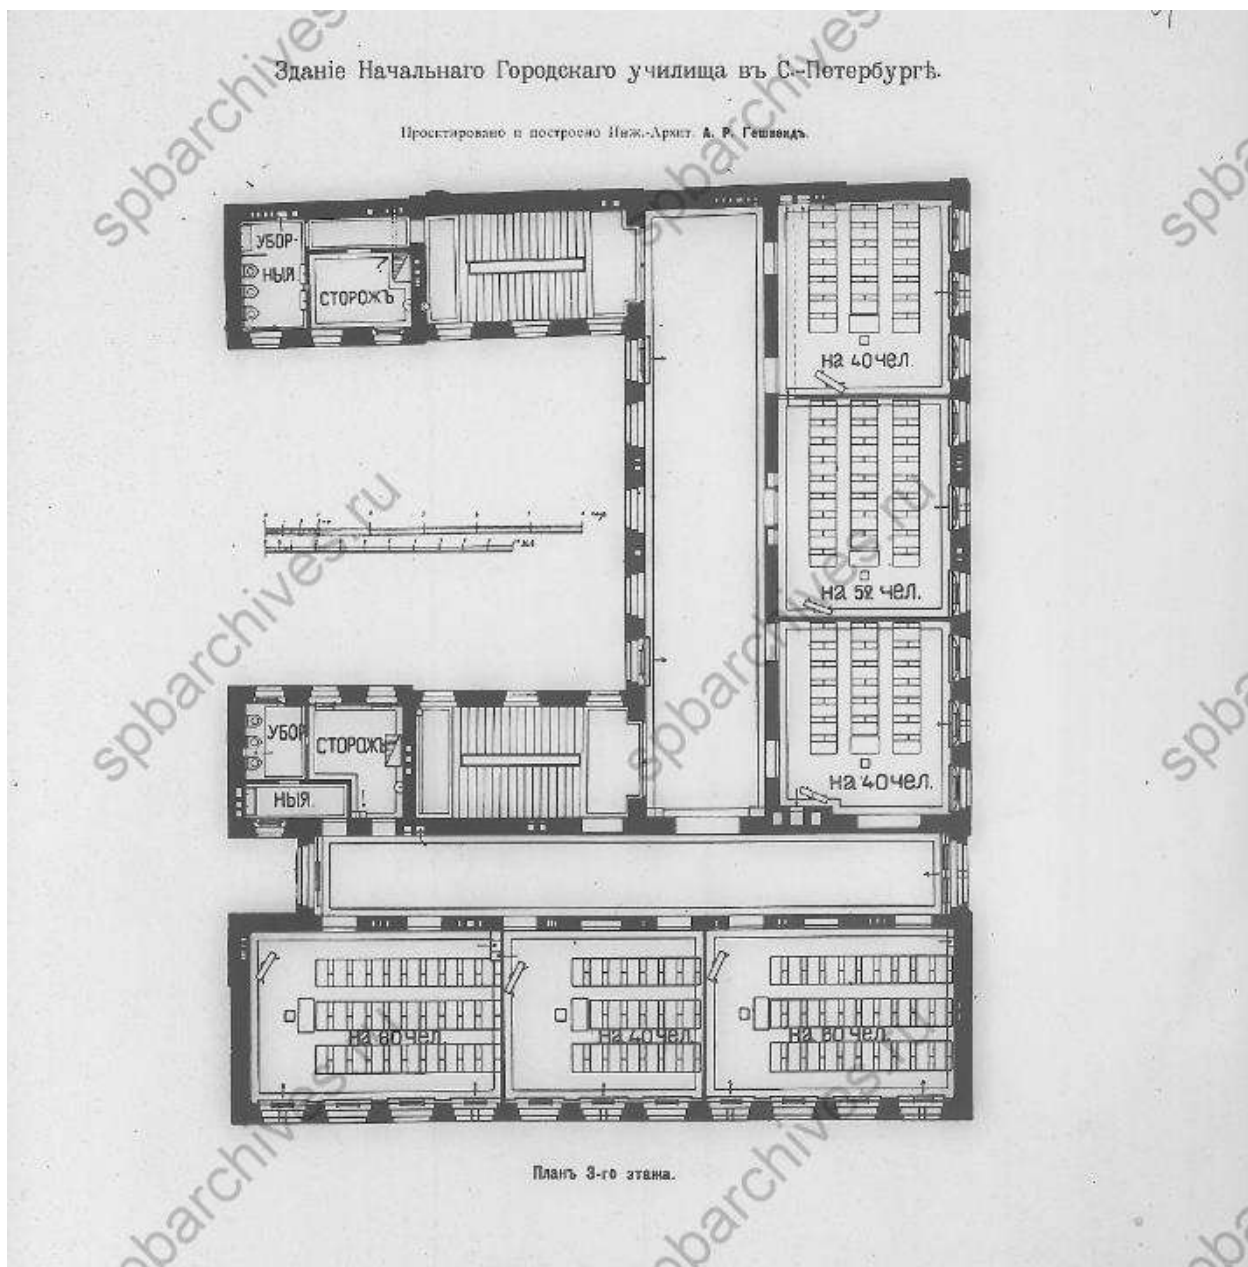 Зданіе Начальнаго Городскаго училища въ С.-Петербургѣ.
Проектировано и построено Инж.-Архит. А. Р. Гешвендъ.
УБОР-
НЫЯ
СТОРОЖЪ
на 40 чел.
на 52 чел.
на 40 чел.
УБОР
НЫЯ
СТОРОЖЪ
на 60 чел.
на 40 чел.
на 60 чел.
Планъ 3-го этажа.
spbarchives.ru